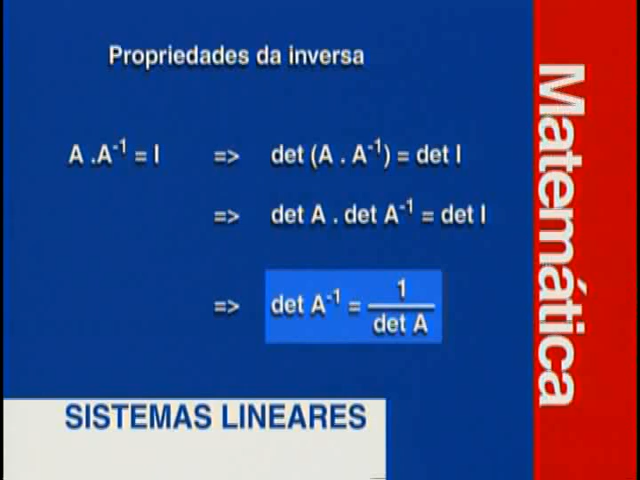 Propriedades da inversa
A .A⁻¹ = I => det (A . A⁻¹) = det I
=> det A . det A⁻¹ = det I
=> det A⁻¹ = 1
det A
SISTEMAS LINEARES
Matemática